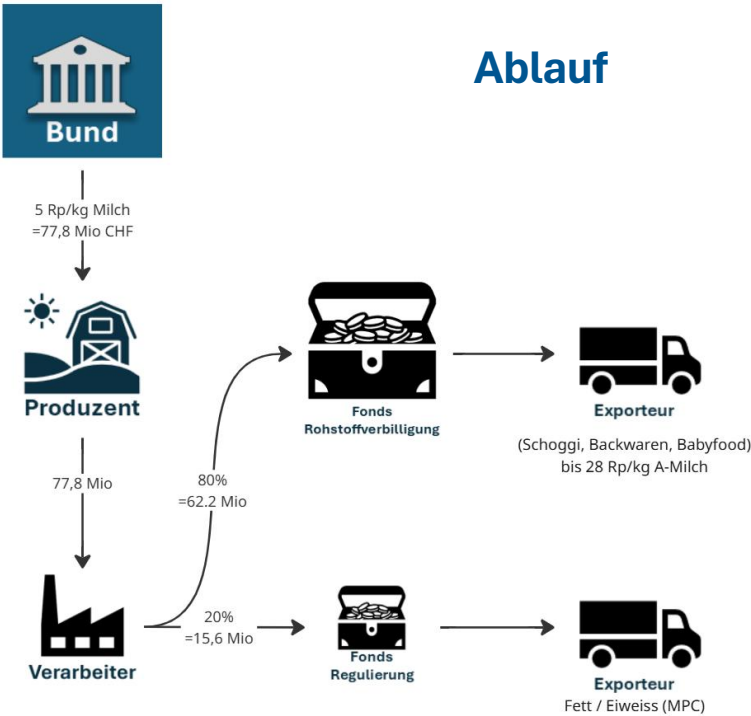 Ablauf
Bund
5 Rp/kg Milch
=77,8 Mio CHF
Produzent
77,8 Mio
Verarbeiter
80%
=62.2 Mio
Fonds
Rohstoffverbilligung
Exporteur
(Schoggi, Backwaren, Babyfood)
bis 28 Rp/kg A-Milch
20%
=15,6 Mio
Fonds
Regulierung
Exporteur
Fett / Eiweiss (MPC)